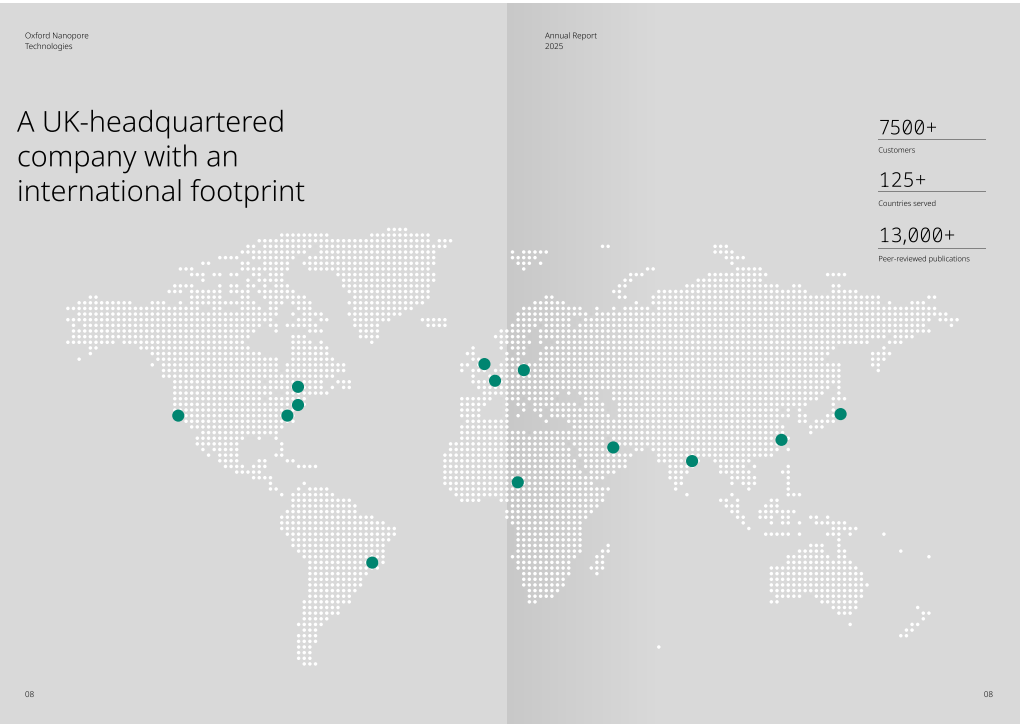 Oxford Nanopore
Technologies
Annual Report
2025
A UK-headquartered
company with an
international footprint
7500+
Customers
125+
Countries served
13,000+
Peer-reviewed publications
08
08